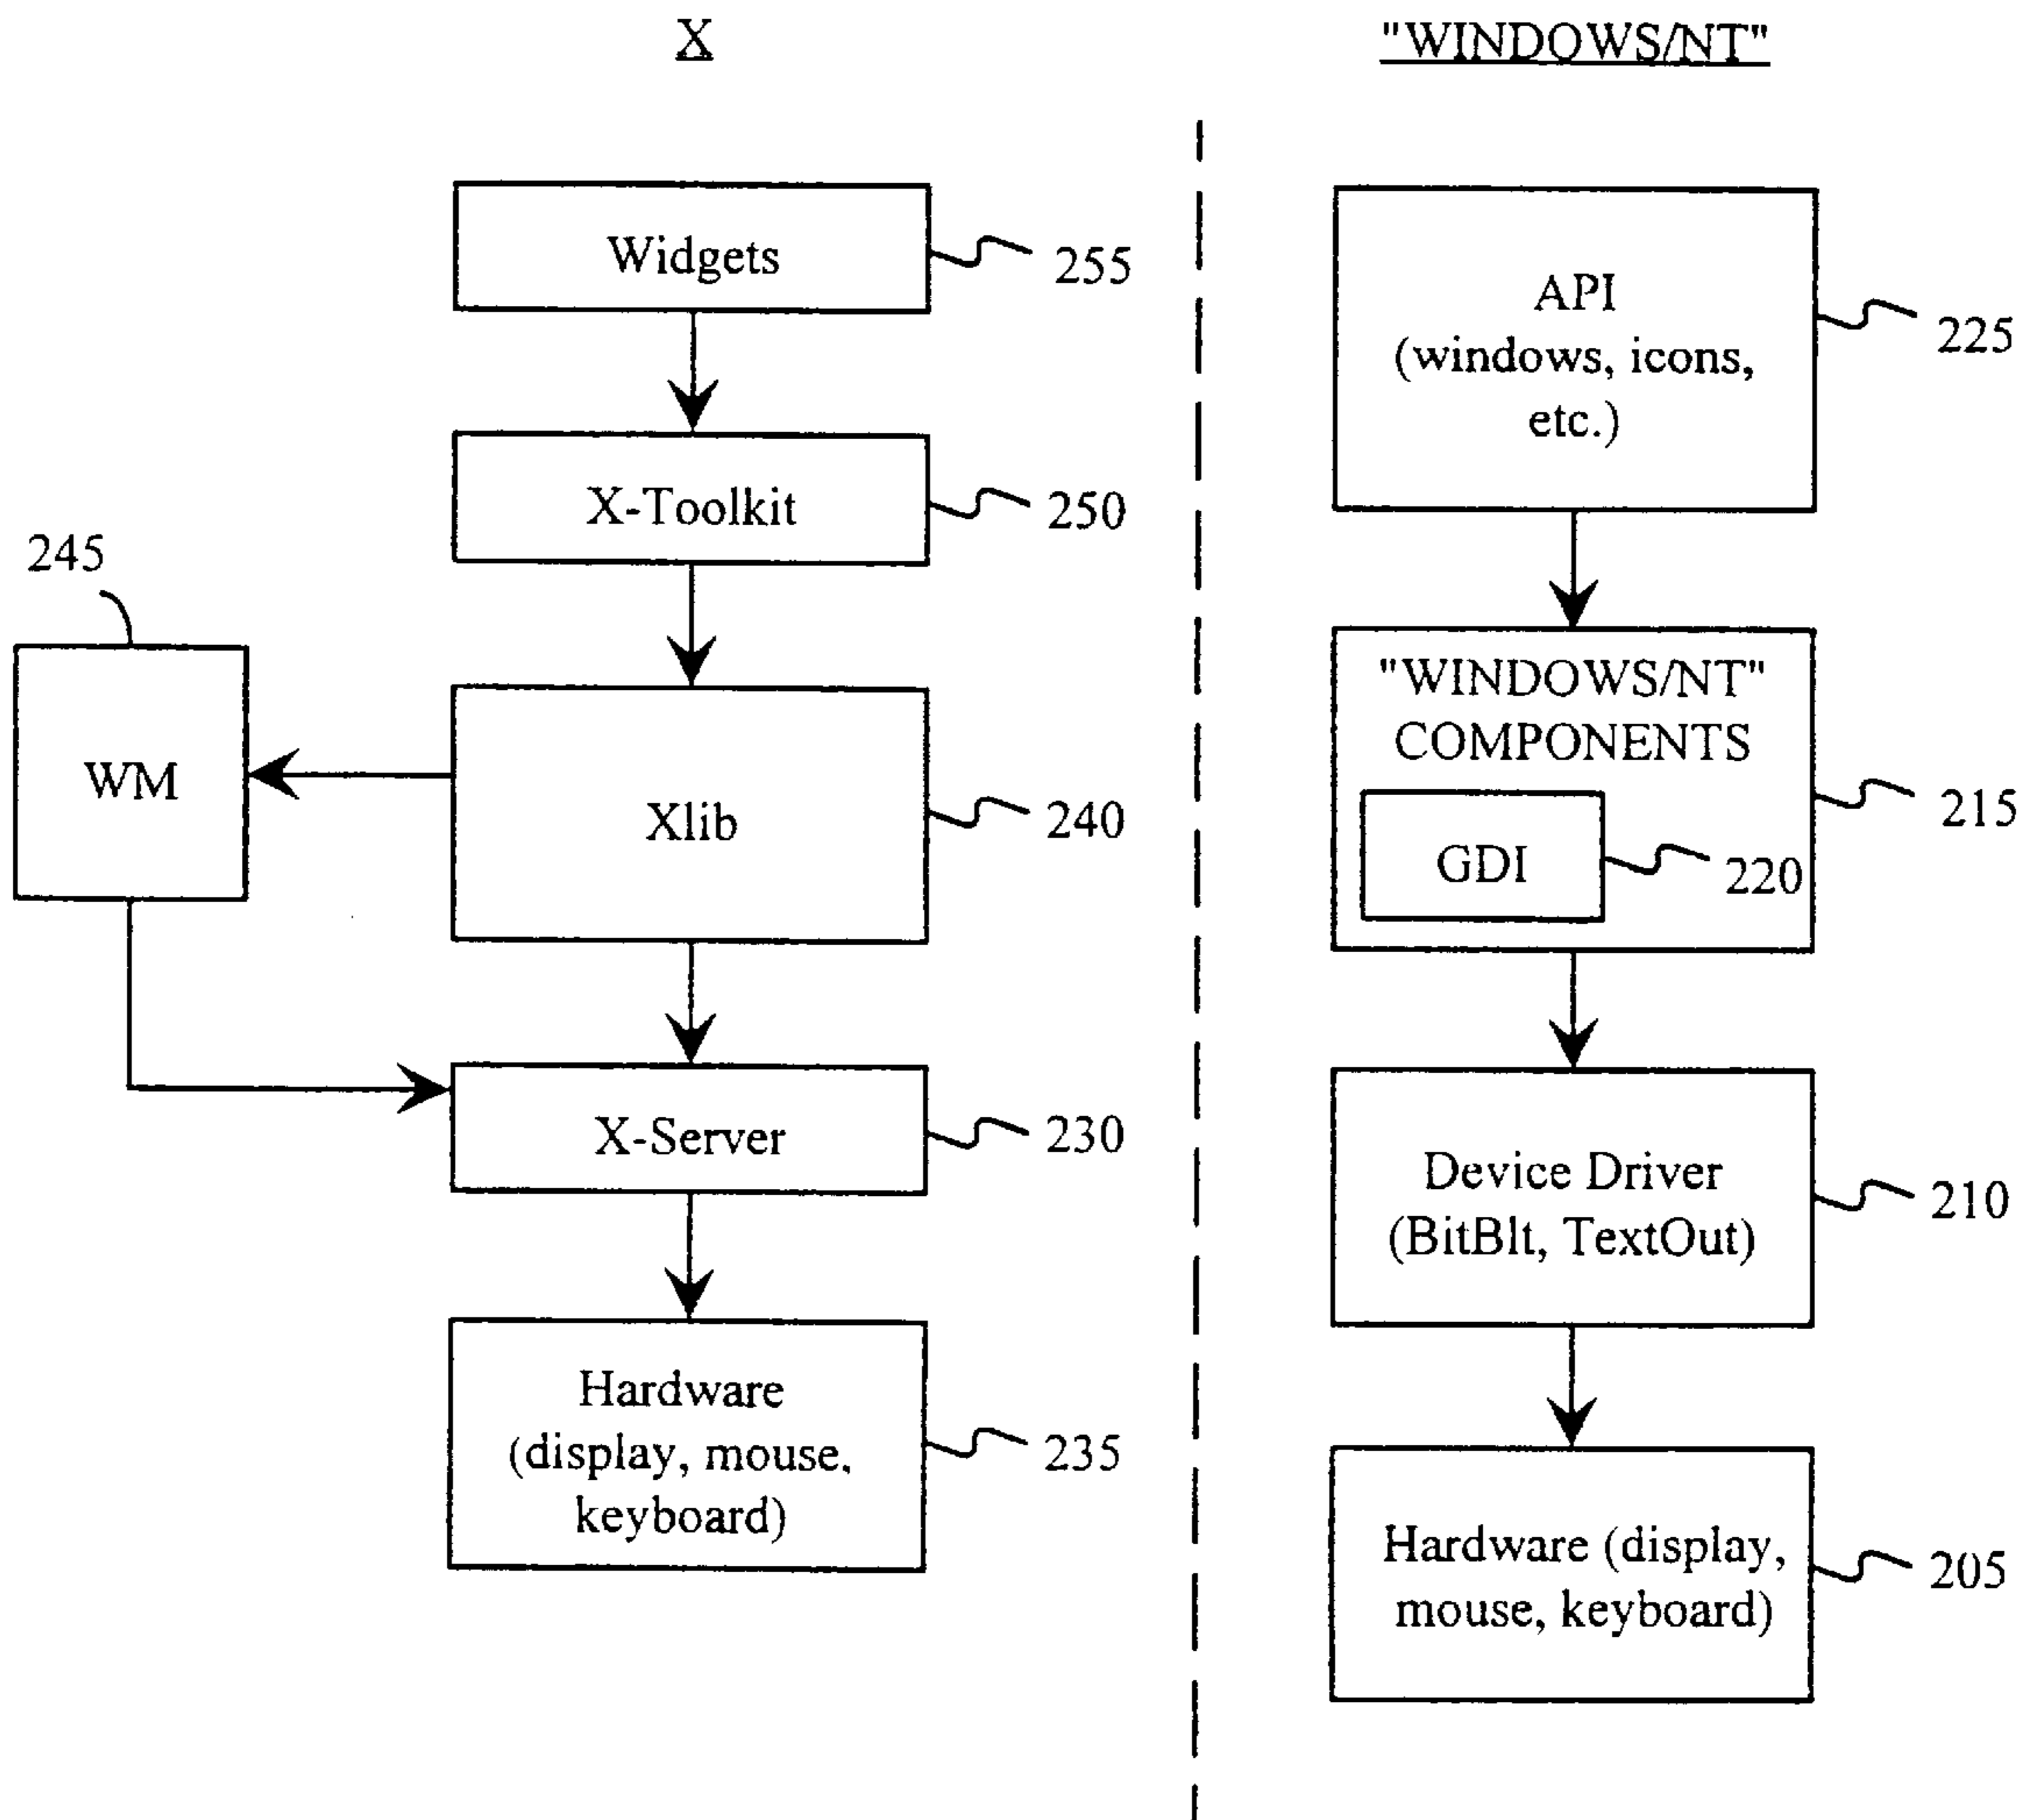 X
Widgets
255
X-Toolkit
250
245
WM
Xlib
240
X-Server
230
Hardware
(display, mouse,
keyboard)
235
"WINDOWS/NT"
API
(windows, icons,
etc.)
225
"WINDOWS/NT"
COMPONENTS
215
GDI
220
Device Driver
(BitBlt, TextOut)
210
Hardware (display,
mouse, keyboard)
205